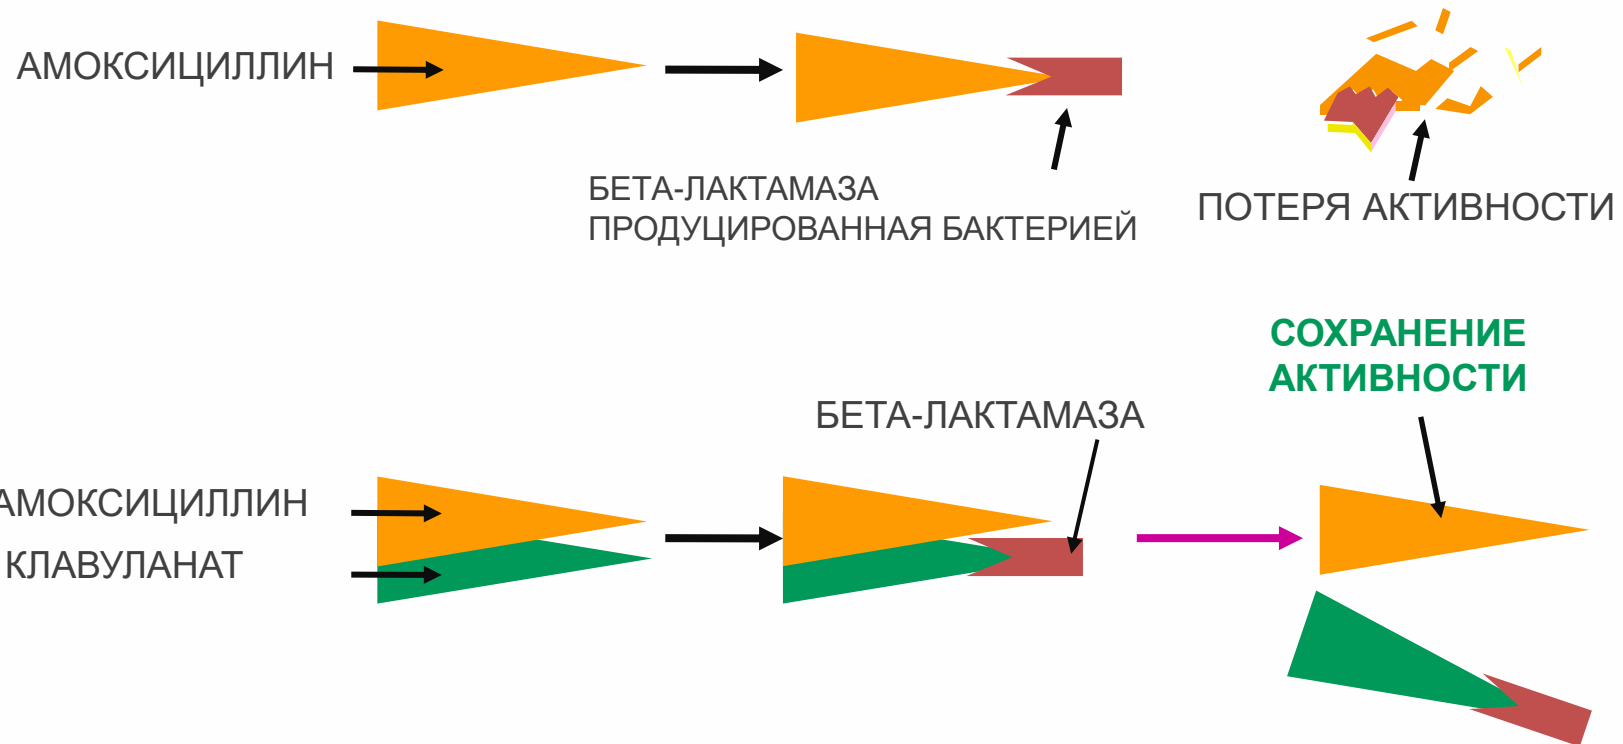 АМОКСИЦИЛЛИН
БЕТА-ЛАКТАМАЗА
ПРОДУЦИРОВАННАЯ БАКТЕРИЕЙ
ПОТЕРЯ АКТИВНОСТИ
СОХРАНЕНИЕ
АКТИВНОСТИ
БЕТА-ЛАКТАМАЗА
АМОКСИЦИЛЛИН
КЛАВУЛАНАТ